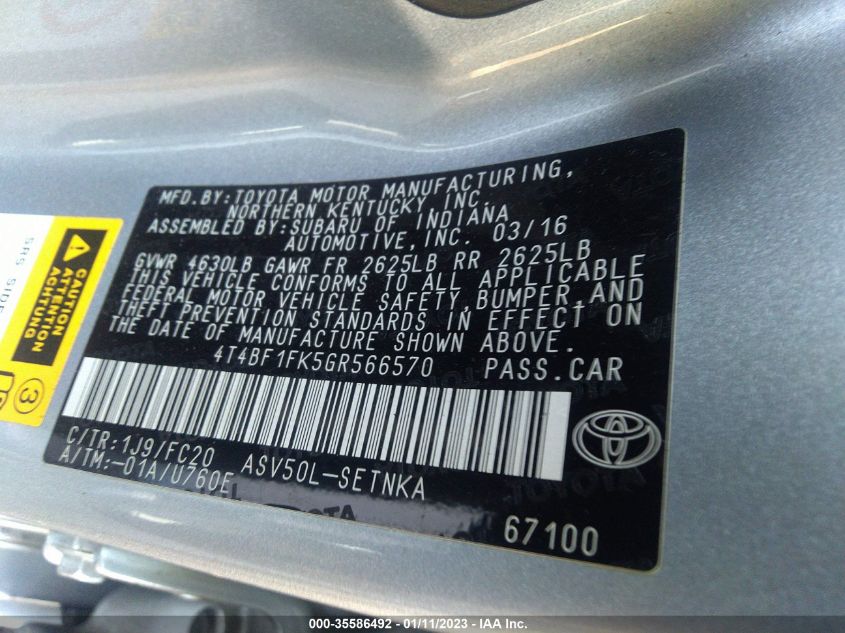 MFD.BY:TOYOTA MOTOR MANUFACTURING,
NORTHERN KENTUCKY, INC.
ASSEMBLED BY:SUBARU OF INDIANA
AUTOMOTIVE,INC. 03/16
GVWR 4630LB GAWR FR 2625LB RR 2625LB
THIS VEHICLE CONFORMS TO ALL APPLICABLE
FEDERAL MOTOR VEHICLE SAFETY, BUMPER, AND
THEFT PREVENTION STANDARDS IN EFFECT ON
THE DATE OF MANUFACTURE SHOWN ABOVE.
4T4BF1FK5GR566570 PASS.CAR
C/TR:1J9/FC20 ASV50L-SETNKA
A/TM:-01A/U760E
67100
TOYOTA
CAUTION
ATTENTION
ACHTUNG
SRS SIDE
3
000-35586492 - 01/11/2023 - IAA Inc.